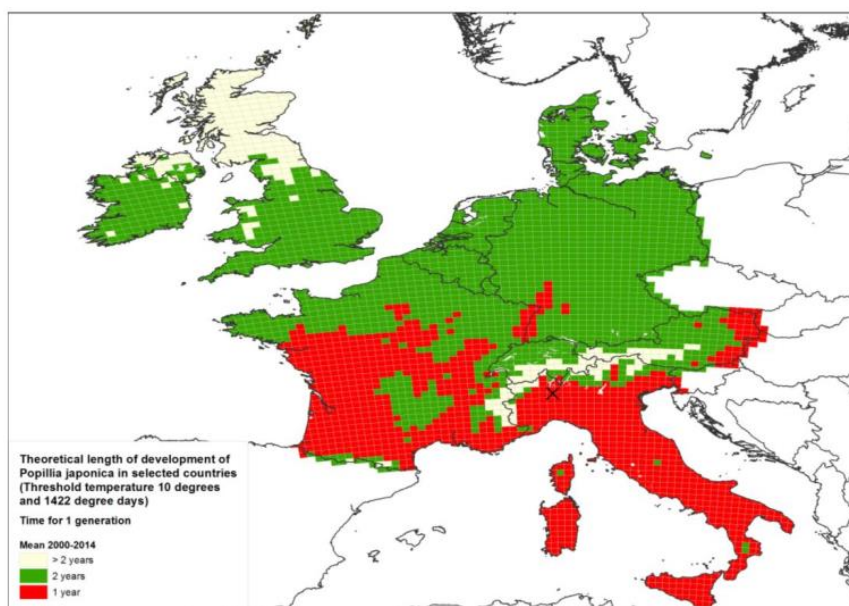 Theoretical length of development of
Popillia japonica in selected countries
(Threshold temperature 10 degrees
and 1422 degree days)
Time for 1 generation
Mean 2000-2014
> 2 years
2 years
1 year